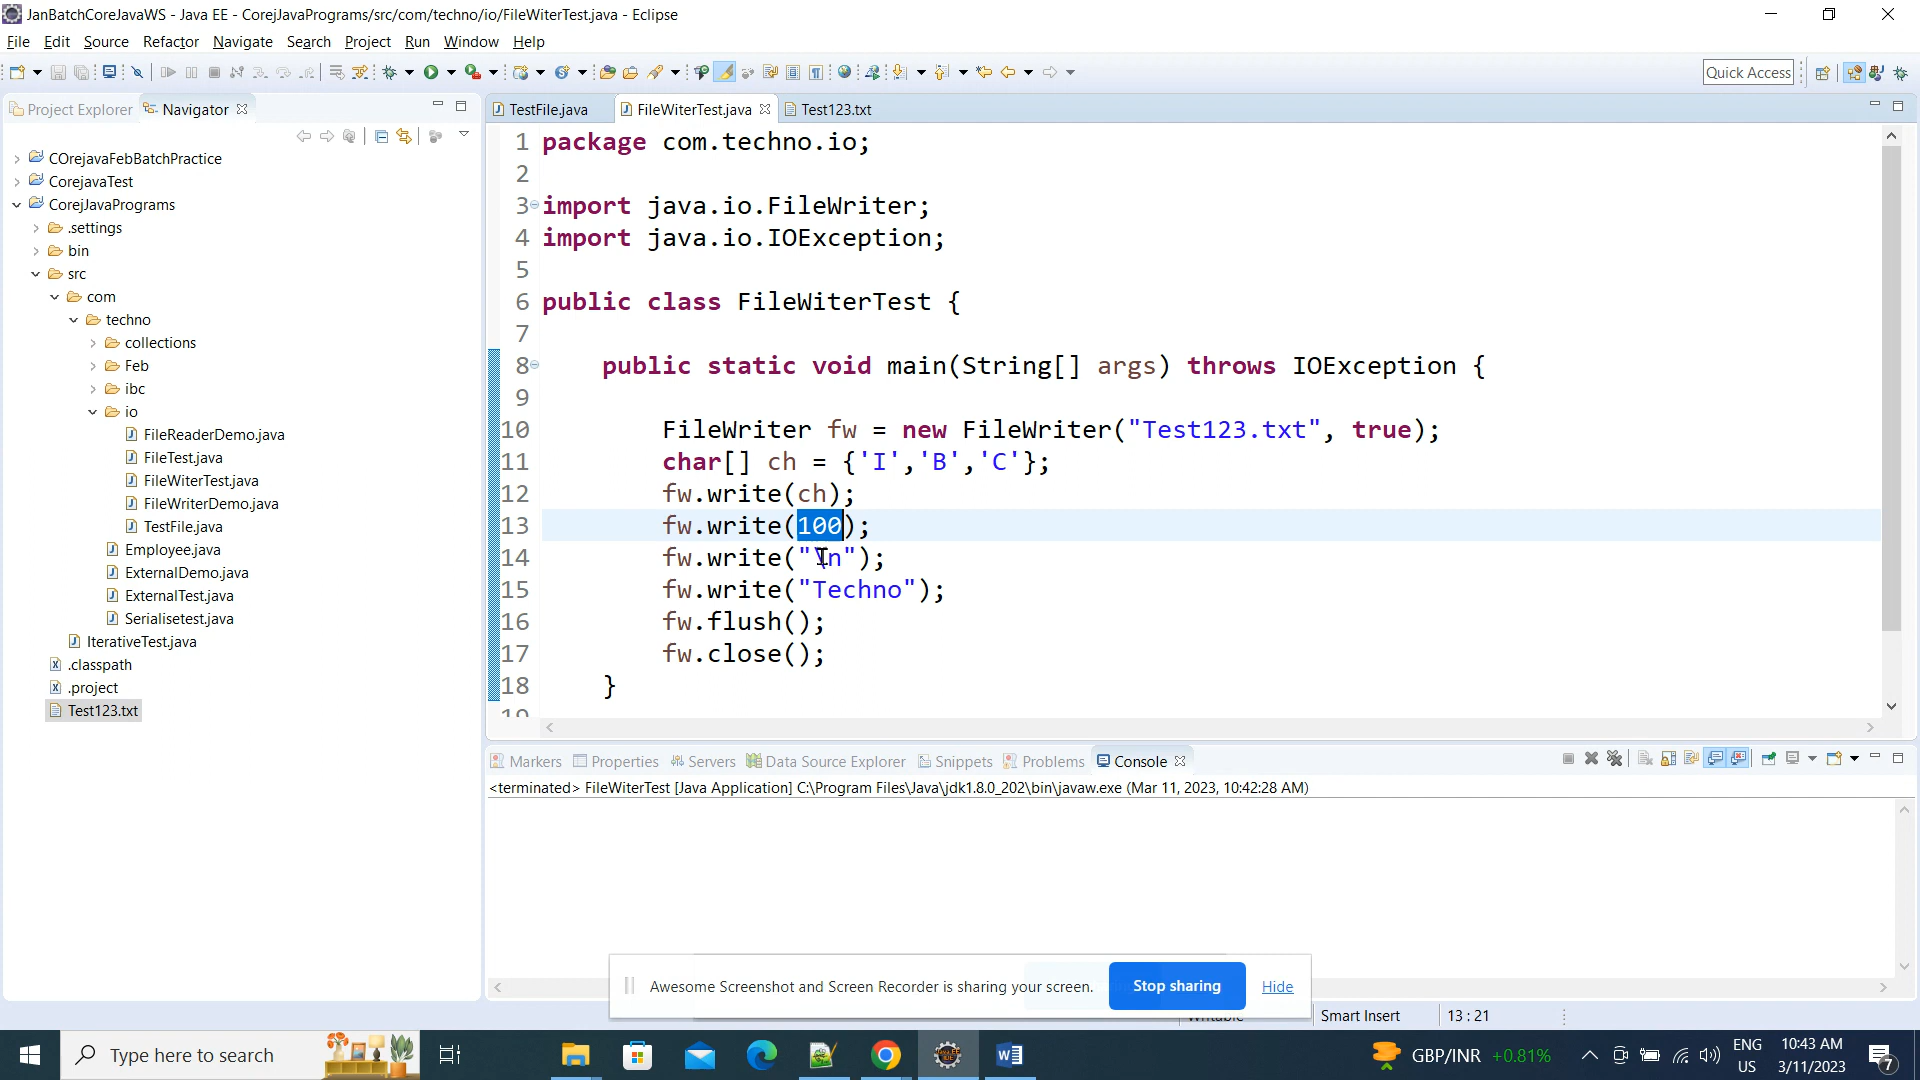 JanBatchCoreJavaWS - Java EE - CorejJavaPrograms/src/com/techno/io/FileWiterTest.java - Eclipse
File Edit Source Refactor Navigate Search Project Run Window Help
Quick Access
Project Explorer Navigator
TestFile.java FileWiterTest.java Test123.txt
COrejavaFebBatchPractice
CorejavaTest
CorejJavaPrograms
.settings
bin
src
com
techno
collections
Feb
ibc
io
FileReaderDemo.java
FileTest.java
FileWiterTest.java
FileWriterDemo.java
TestFile.java
Employee.java
ExternalDemo.java
ExternalTest.java
Serialisetest.java
IterativeTest.java
.classpath
.project
Test123.txt
1 package com.techno.io;
2
3 import java.io.FileWriter;
4 import java.io.IOException;
5
6 public class FileWiterTest {
7
8 public static void main(String[] args) throws IOException {
9
10 FileWriter fw = new FileWriter("Test123.txt", true);
11 char[] ch = {'I','B','C'};
12 fw.write(ch);
13 fw.write(100);
14 fw.write("\n");
15 fw.write("Techno");
16 fw.flush();
17 fw.close();
18 }
19
Markers Properties Servers Data Source Explorer Snippets Problems Console
<terminated> FileWiterTest [Java Application] C:\Program Files\Java\jdk1.8.0_202\bin\javaw.exe (Mar 11, 2023, 10:42:28 AM)
Awesome Screenshot and Screen Recorder is sharing your screen. Stop sharing Hide
Writable Smart Insert 13 : 21
Type here to search
GBP/INR +0.81%
ENG
US
10:43 AM
3/11/2023
7